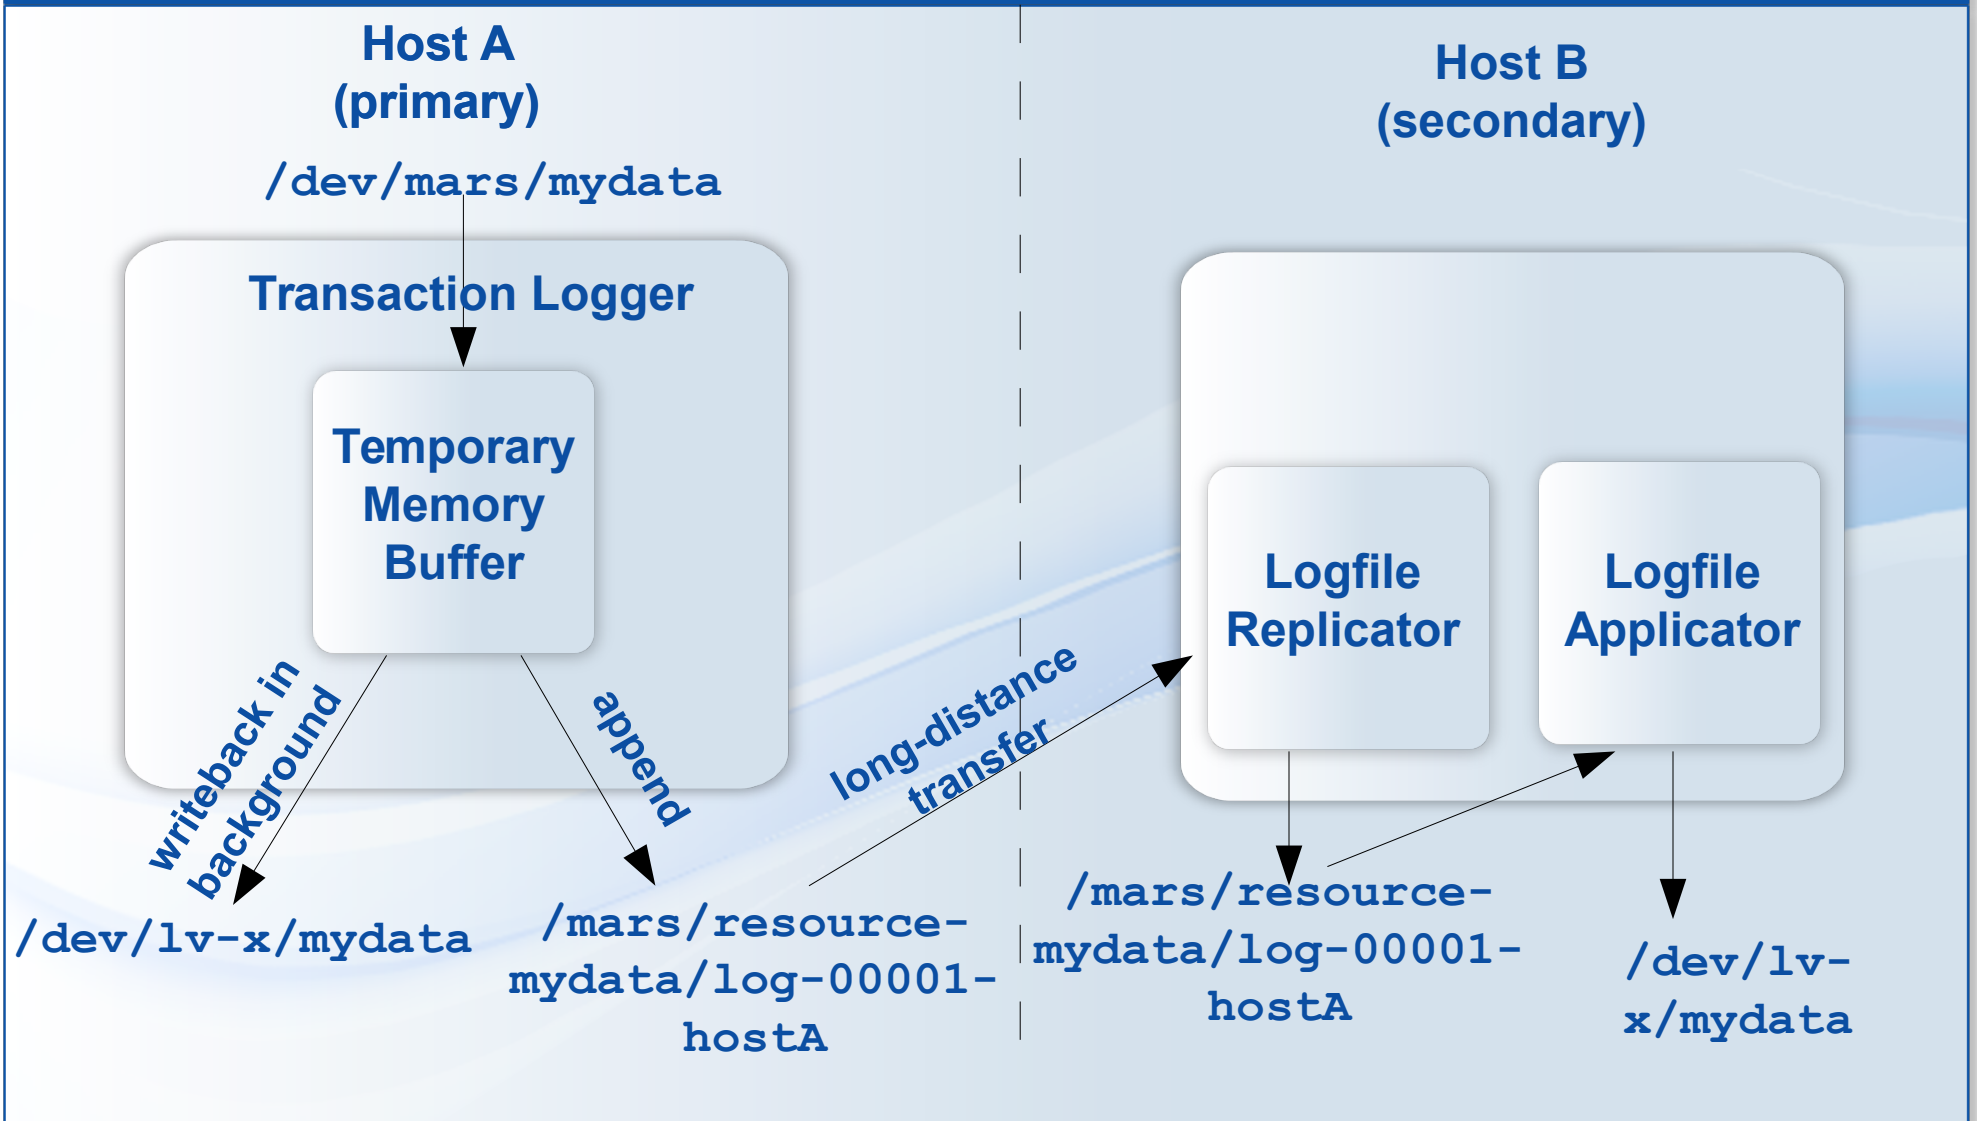 Host A
(primary)
/dev/mars/mydata
Transaction Logger
Temporary
Memory
Buffer
writeback in
background
append
/dev/lv-x/mydata
/mars/resource-
mydata/log-00001-
hostA
long-distance
transfer
Host B
(secondary)
Logfile
Replicator
Logfile
Applicator
/mars/resource-
mydata/log-00001-
hostA
/dev/lv-
x/mydata